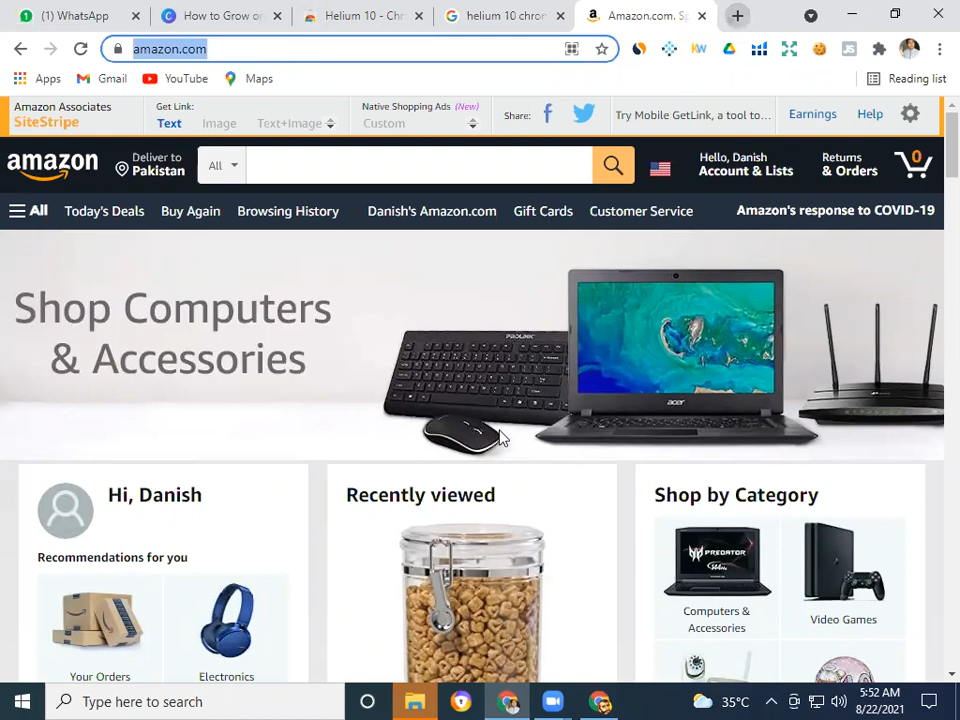 (1) WhatsApp
How to Grow o
Helium 10 - Chr
helium 10 chron
Amazon.com. Sp
amazon.com
Apps
Gmail
YouTube
Maps
Reading list
Amazon Associates
SiteStripe
Get Link:
Text
Image
Text+Image
Native Shopping Ads (New)
Custom
Share:
Try Mobile GetLink, a tool to...
Earnings
Help
amazon
Deliver to
Pakistan
All
Hello, Danish
Account & Lists
Returns
& Orders
0
All
Today's Deals
Buy Again
Browsing History
Danish's Amazon.com
Gift Cards
Customer Service
Amazon's response to COVID-19
Shop Computers
& Accessories
PROLINK
acer
Hi, Danish
Recommendations for you
Your Orders
Electronics
Recently viewed
Shop by Category
PREDATOR
144Hz
Computers &
Accessories
Video Games
Type here to search
35°C
5:52 AM
8/22/2021